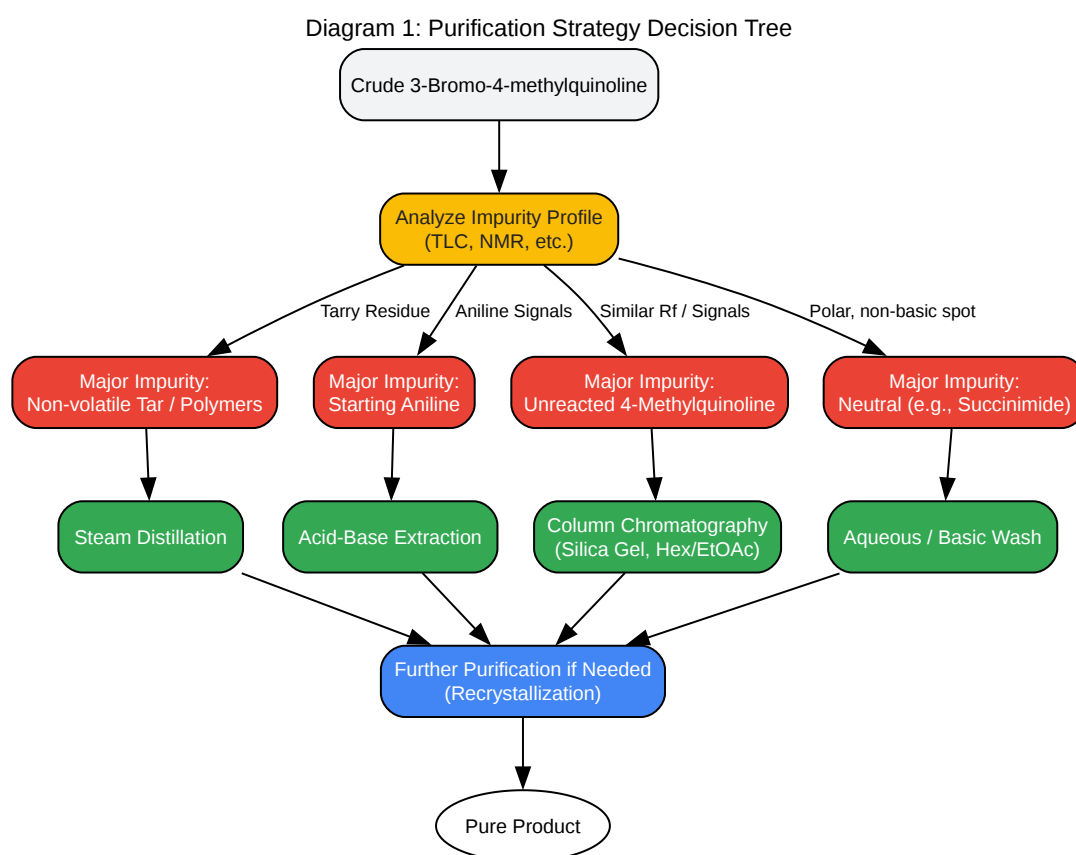 Diagram 1: Purification Strategy Decision Tree
Crude 3-Bromo-4-methylquinoline
Analyze Impurity Profile
(TLC, NMR, etc.)
Tarry Residue
Aniline Signals
Similar Rf / Signals
Polar, non-basic spot
Major Impurity:
Non-volatile Tar / Polymers
Major Impurity:
Starting Aniline
Major Impurity:
Unreacted 4-Methylquinoline
Major Impurity:
Neutral (e.g., Succinimide)
Steam Distillation
Acid-Base Extraction
Column Chromatography
(Silica Gel, Hex/EtOAc)
Aqueous / Basic Wash
Further Purification if Needed
(Recrystallization)
Pure Product